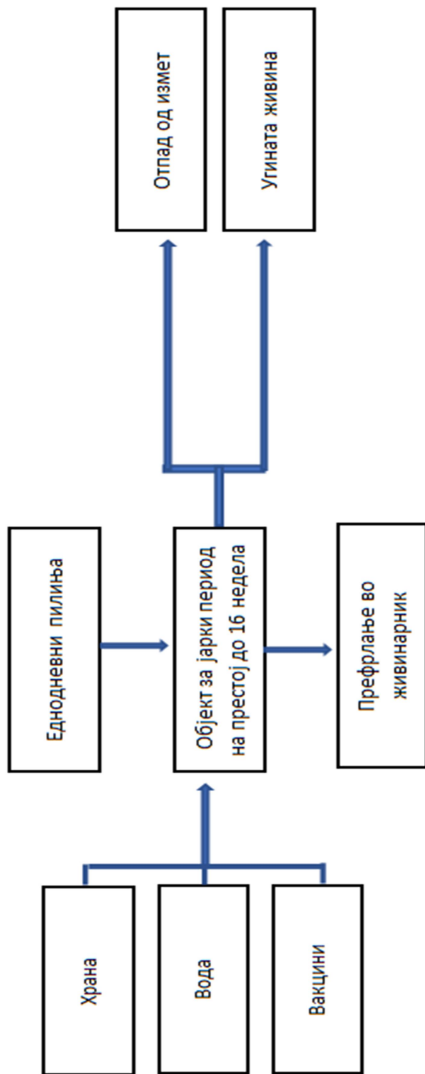 Еднодневни пилиња
Храна
Вода
Вакцини
Објект за јарки период
на престој до 16 недела
Префрлање во
живинарник
Отпад од измет
Угината живина